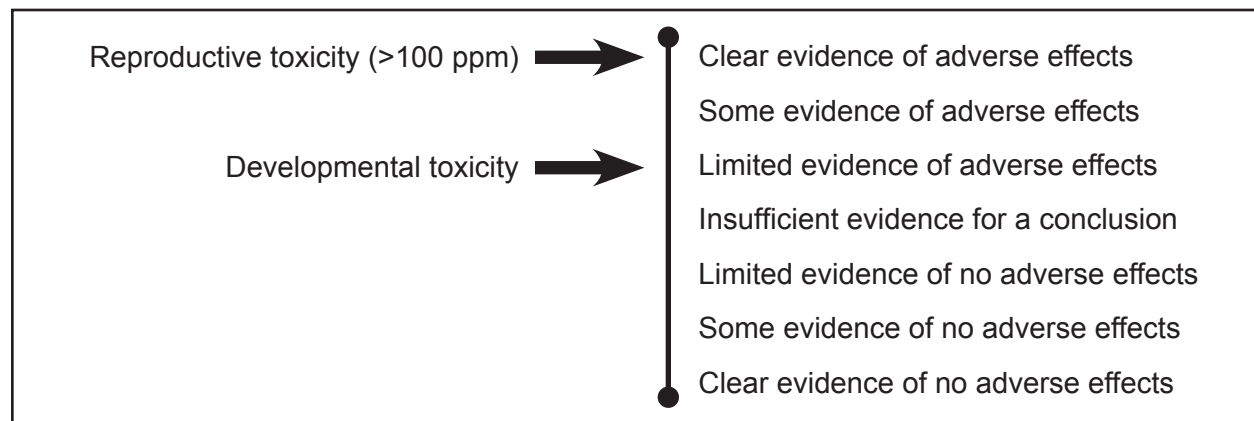 Reproductive toxicity (>100 ppm) Clear evidence of adverse effects
Some evidence of adverse effects
Developmental toxicity Limited evidence of adverse effects
Insufficient evidence for a conclusion
Limited evidence of no adverse effects
Some evidence of no adverse effects
Clear evidence of no adverse effects